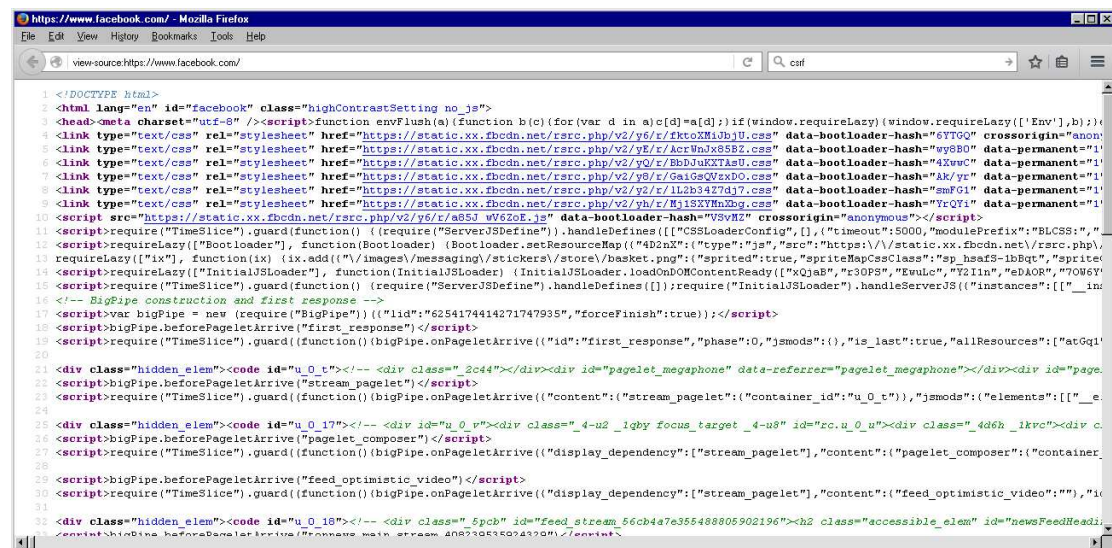 https://www.facebook.com/ - Mozilla Firefox
File Edit View History Bookmarks Tools Help
view-source:https://www.facebook.com/ csrf
1 <!DOCTYPE html>
2 <html lang="en" id="facebook" class="highContrastSetting no_js">
3 <head><meta charset="utf-8" /><script>function envFlush(a){function b(c){for(var d in a)c[d]=a[d];}if(window.requireLazy){window.requireLazy(['Env'],b);}
4 <link type="text/css" rel="stylesheet" href="https://static.xx.fbcdn.net/rsrc.php/v2/y6/r/fktoXMiJbjU.css" data-bootloader-hash="6YTGQ" crossorigin="anony
5 <link type="text/css" rel="stylesheet" href="https://static.xx.fbcdn.net/rsrc.php/v2/yE/r/AcrWnJx85BZ.css" data-bootloader-hash="wy8BO" data-permanent="1"
6 <link type="text/css" rel="stylesheet" href="https://static.xx.fbcdn.net/rsrc.php/v2/yQ/r/BbDJuKXTAsU.css" data-bootloader-hash="4XwwC" data-permanent="1"
7 <link type="text/css" rel="stylesheet" href="https://static.xx.fbcdn.net/rsrc.php/v2/y8/r/GaiGsQVzxDO.css" data-bootloader-hash="Ak/yr" data-permanent="1"
8 <link type="text/css" rel="stylesheet" href="https://static.xx.fbcdn.net/rsrc.php/v2/yz/r/1L2b34Z7dj7.css" data-bootloader-hash="smFG1" data-permanent="1"
9 <link type="text/css" rel="stylesheet" href="https://static.xx.fbcdn.net/rsrc.php/v2/yh/r/Mj1SXYMnXbg.css" data-bootloader-hash="YrQYi" data-permanent="1"
10 <script src="https://static.xx.fbcdn.net/rsrc.php/v2/y6/r/a85J_wV6ZoE.js" data-bootloader-hash="VSvMZ" crossorigin="anonymous"></script>
11 <script>require("TimeSlice").guard(function() {(require("ServerJSDefine")).handleDefines([["CSSLoaderConfig",[],{"timeout":5000,"modulePrefix":"BLCSS:","
12 <script>requireLazy(["Bootloader"], function(Bootloader) {Bootloader.setResourceMap({"4D2nX":{"type":"js","src":"https:\/\/static.xx.fbcdn.net\/rsrc.php\/
13 requireLazy(["ix"], function(ix) {ix.add({"\/images\/messaging\/stickers\/store\/basket.png":{"sprited":true,"spriteMapCssClass":"sp_hsafS-1bBqt","spriteC
14 <script>requireLazy(["InitialJSLoader"], function(InitialJSLoader) {InitialJSLoader.loadOnDOMContentReady(["xQjaB","r3OPS","EwuLc","Y2I1n","eDAOR","7OW6Y"
15 <script>require("TimeSlice").guard(function() {require("ServerJSDefine").handleDefines([]);require("InitialJSLoader").handleServerJS({"instances":[["__ins
16 <!-- BigPipe construction and first response -->
17 <script>var bigPipe = new (require("BigPipe"))({"lid":"6254174414271747935","forceFinish":true});</script>
18 <script>bigPipe.beforePageletArrive("first_response")</script>
19 <script>require("TimeSlice").guard((function(){bigPipe.onPageletArrive({"id":"first_response","phase":0,"jsmods":{},"is_last":true,"allResources":["atGq1"
20
21 <div class="hidden_elem"><code id="u_0_t"><!-- <div class="_2c44"></div><div id="pagelet_megaphone" data-referrer="pagelet_megaphone"></div><div id="page
22 <script>bigPipe.beforePageletArrive("stream_pagelet")</script>
23 <script>require("TimeSlice").guard((function(){bigPipe.onPageletArrive({"content":{"stream_pagelet":{"container_id":"u_0_t"}},"jsmods":{"elements":[["__e
24
25 <div class="hidden_elem"><code id="u_0_17"><!-- <div id="u_0_v"><div class="_4-u2 _1qby focus_target _4-u8" id="rc.u_0_u"><div class="_4d6h _1kvc"><div c
26 <script>bigPipe.beforePageletArrive("pagelet_composer")</script>
27 <script>require("TimeSlice").guard((function(){bigPipe.onPageletArrive({"display_dependency":["stream_pagelet"],"content":{"pagelet_composer":{"container_
28
29 <script>bigPipe.beforePageletArrive("feed_optimistic_video")</script>
30 <script>require("TimeSlice").guard((function(){bigPipe.onPageletArrive({"display_dependency":["stream_pagelet"],"content":{"feed_optimistic_video":""},"id
31
32 <div class="hidden_elem"><code id="u_0_18"><!-- <div class="_5pcb" id="feed_stream_56cb4a7e35548880590​2196"><h2 class="accessible_elem" id="newsFeedHeadi
<script>bigPipe.beforePageletArrive("topnews_main_stream_408239535924329")</script>